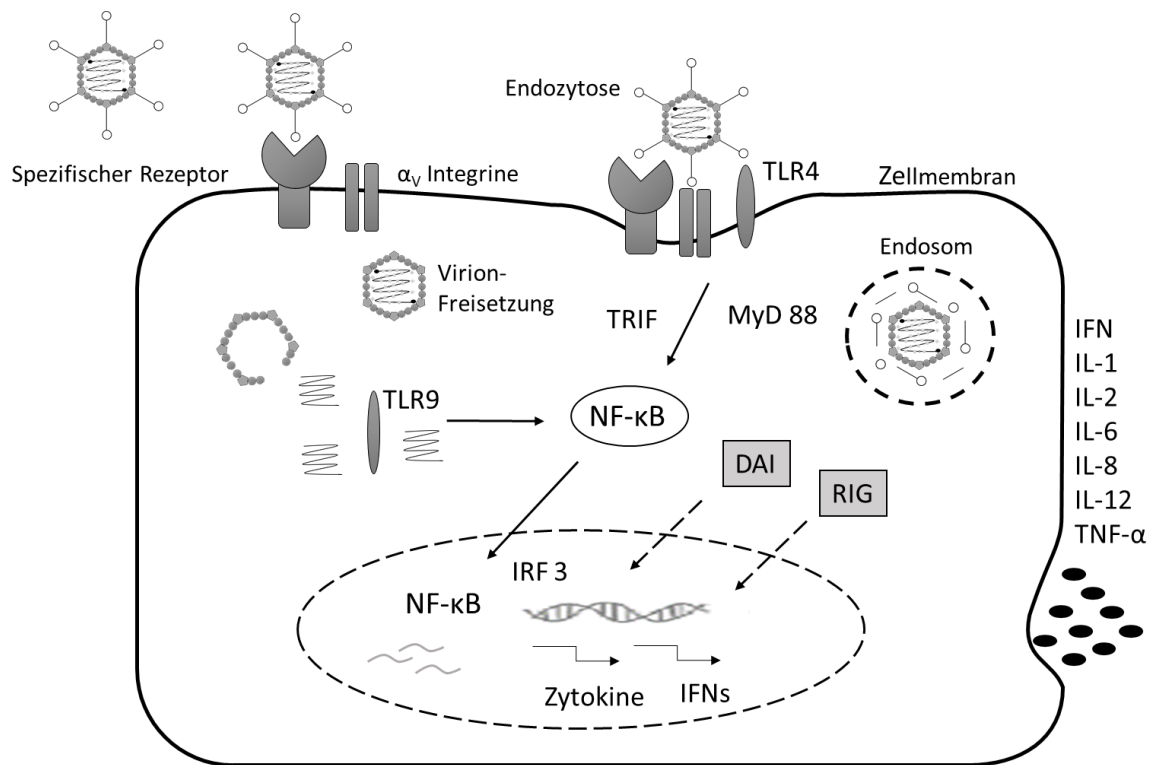 Endozytose
Spezifischer Rezeptor
α_V Integrine
TLR4
Zellmembran
Endosom
Virion-
Freisetzung
TRIF
MyD 88
IFN
IL-1
IL-2
IL-6
IL-8
IL-12
TNF-α
TLR9
NF-κB
DAI
RIG
IRF 3
NF-κB
Zytokine
IFNs